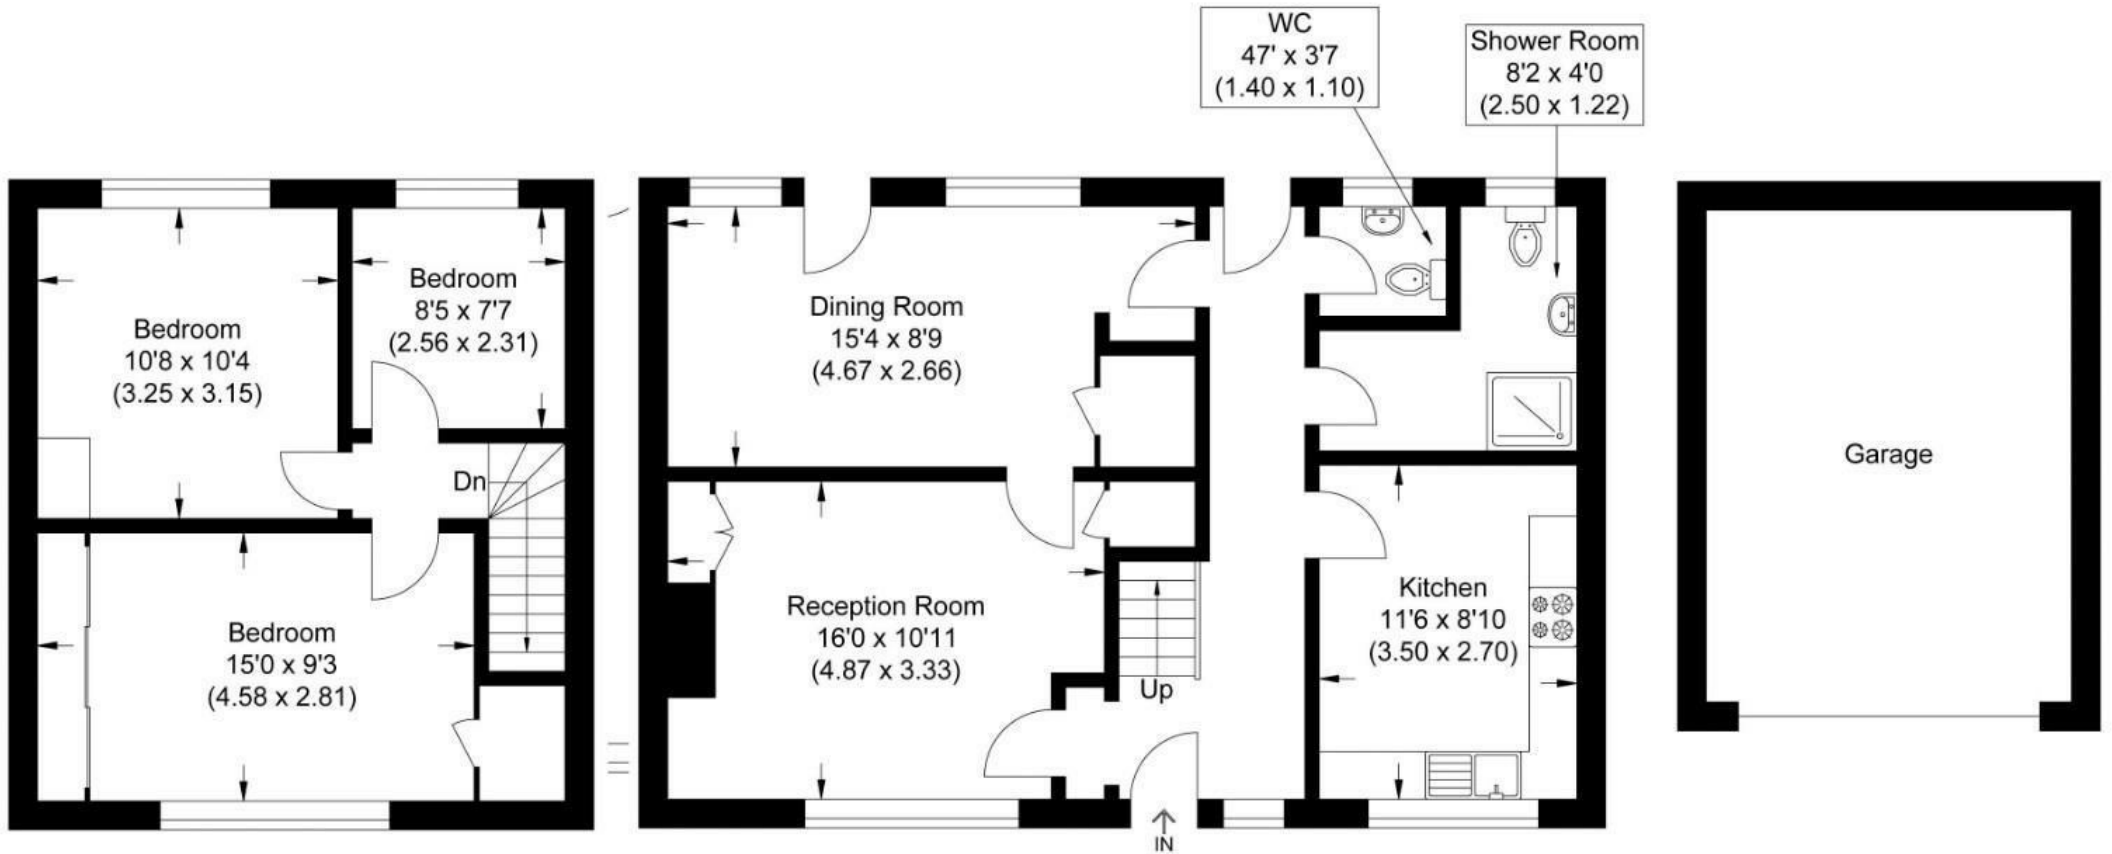 WC
47' x 3'7
(1.40 x 1.10)
Shower Room
8'2 x 4'0
(2.50 x 1.22)
Bedroom
10'8 x 10'4
(3.25 x 3.15)
Bedroom
8'5 x 7'7
(2.56 x 2.31)
Dn
Bedroom
15'0 x 9'3
(4.58 x 2.81)
Dining Room
15'4 x 8'9
(4.67 x 2.66)
Reception Room
16'0 x 10'11
(4.87 x 3.33)
Up
IN
Kitchen
11'6 x 8'10
(3.50 x 2.70)
Garage